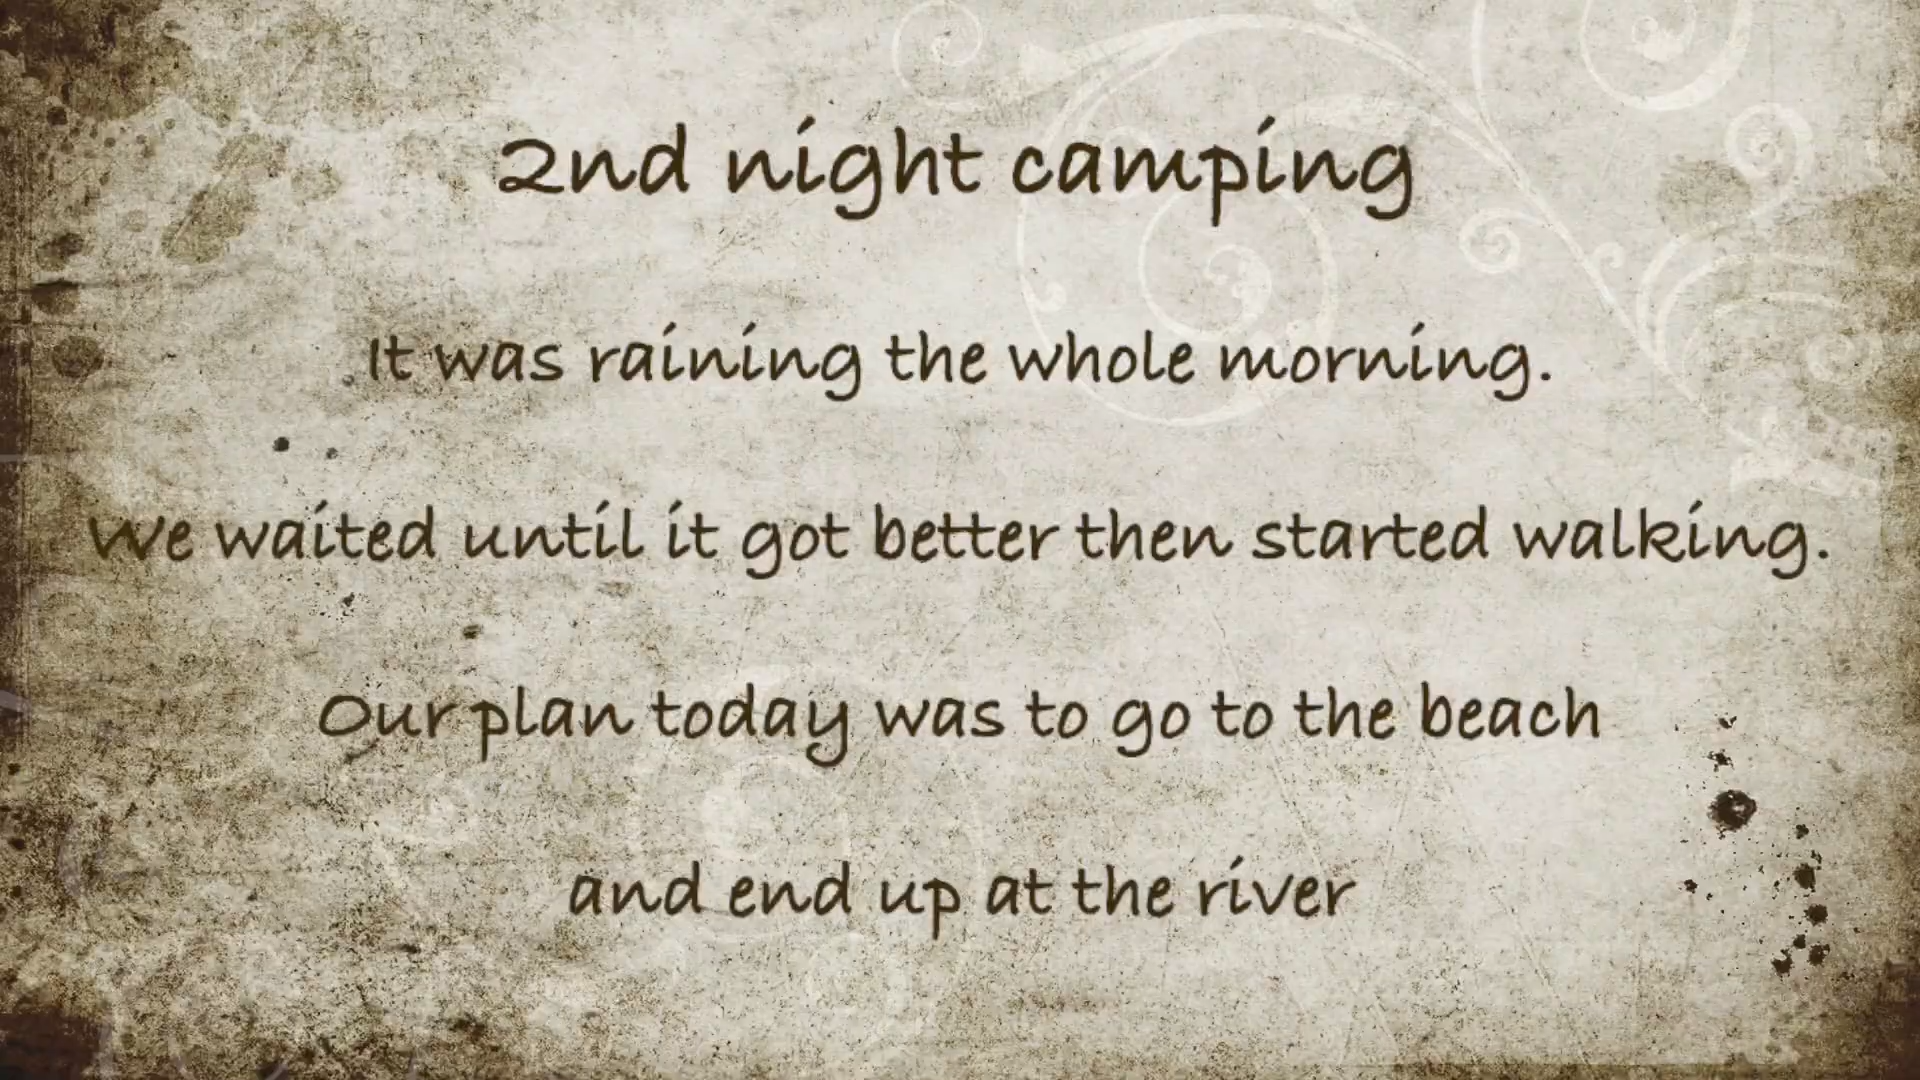 2nd night camping
It was raining the whole morning.
We waited until it got better then started walking.
Our plan today was to go to the beach
and end up at the river